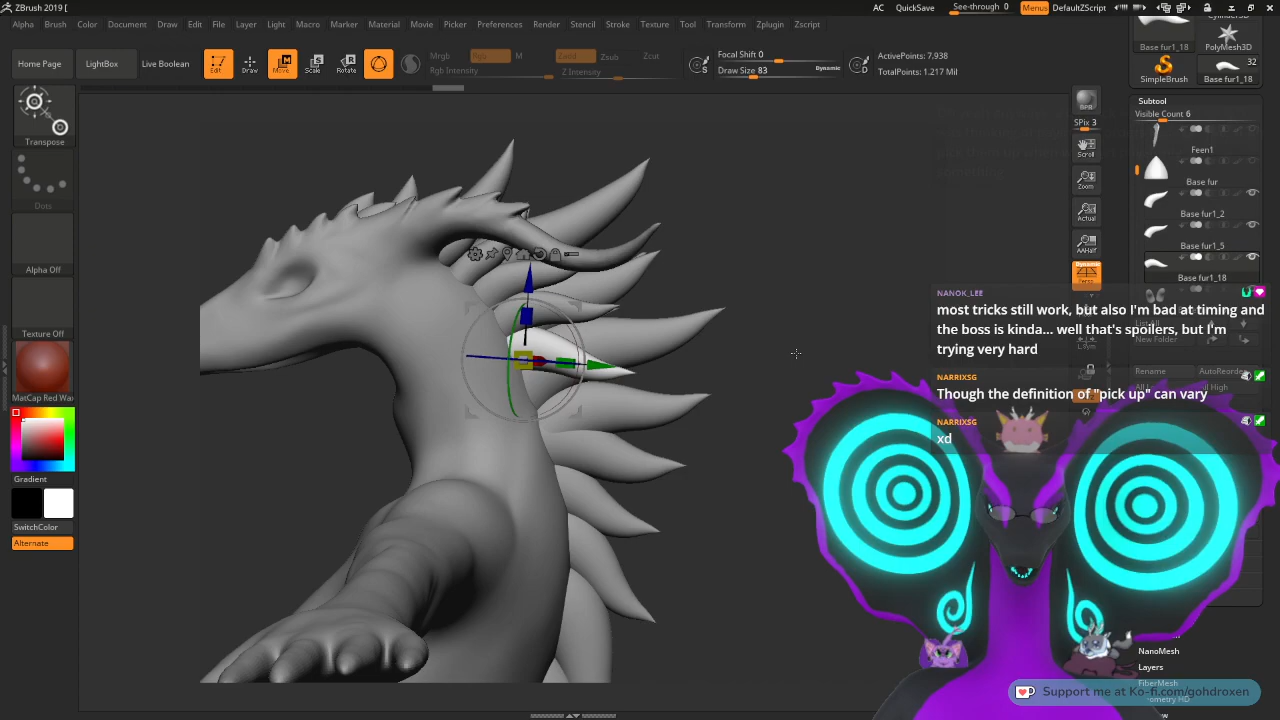 ZBrush 2019 [
AC
QuickSave
See-through 0
Menus
DefaultZScript
Alpha
Brush
Color
Document
Draw
Edit
File
Layer
Light
Macro
Marker
Material
Movie
Picker
Preferences
Render
Stencil
Stroke
Texture
Tool
Transform
Zplugin
Zscript
Home Page
LightBox
Live Boolean
Edit
Draw
Move
Scale
Rotate
Mrgb
Rgb
M
Rgb Intensity
Zadd
Zsub
Zcut
Z Intensity
S
Focal Shift 0
Draw Size 83
Dynamic
D
ActivePoints: 7.938
TotalPoints: 1.217 Mil
Base fur1_18
PolyMesh3D
SimpleBrush
32
Base fur1_18
Transpose
Dots
Alpha Off
Texture Off
MatCap Red Wax
Gradient
SwitchColor
Alternate
BPR
SPix 3
Scroll
Zoom
Actual
AAHalf
Dynamic
Persp
Subtool
Visible Count 6
Feen1
Base fur
Base fur1_2
Base fur1_5
Base fur1_18
New Folder
Rename
AutoReorder
NANOK_LEE
most tricks still work, but also I'm bad at timing and
the boss is kinda... well that's spoilers, but I'm
trying very hard
NARRIXSG
Though the definition of "pick up" can vary
NARRIXSG
xd
NanoMesh
Layers
FiberMesh
Support me at Ko-fi.com/gohdroxen